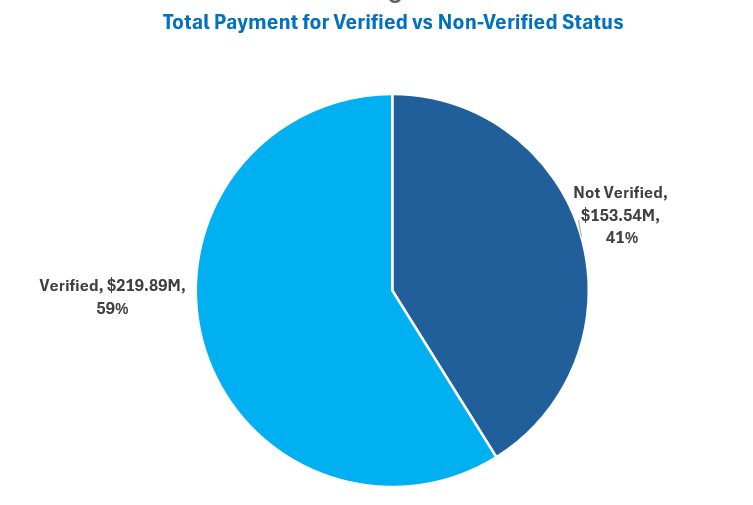 Total Payment for Verified vs Non-Verified Status
Not Verified,
$153.54M,
41%
Verified, $219.89M,
59%